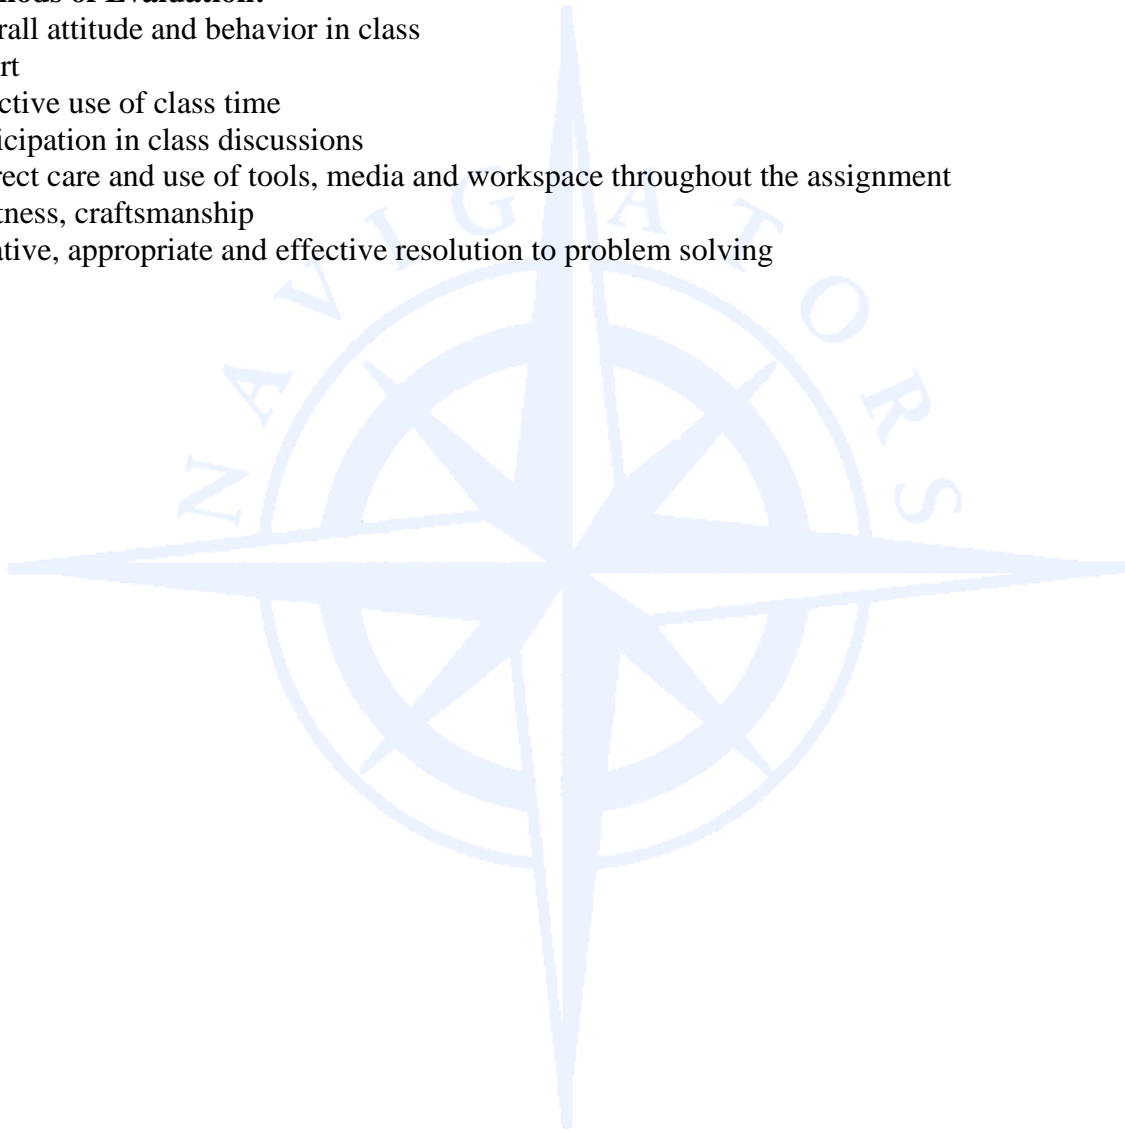 hods of Evaluation:
rall attitude and behavior in class
rt
ctive use of class time
icipation in class discussions
rect care and use of tools, media and workspace throughout the assignment
tness, craftsmanship
ative, appropriate and effective resolution to problem solving
NAVIGATORS